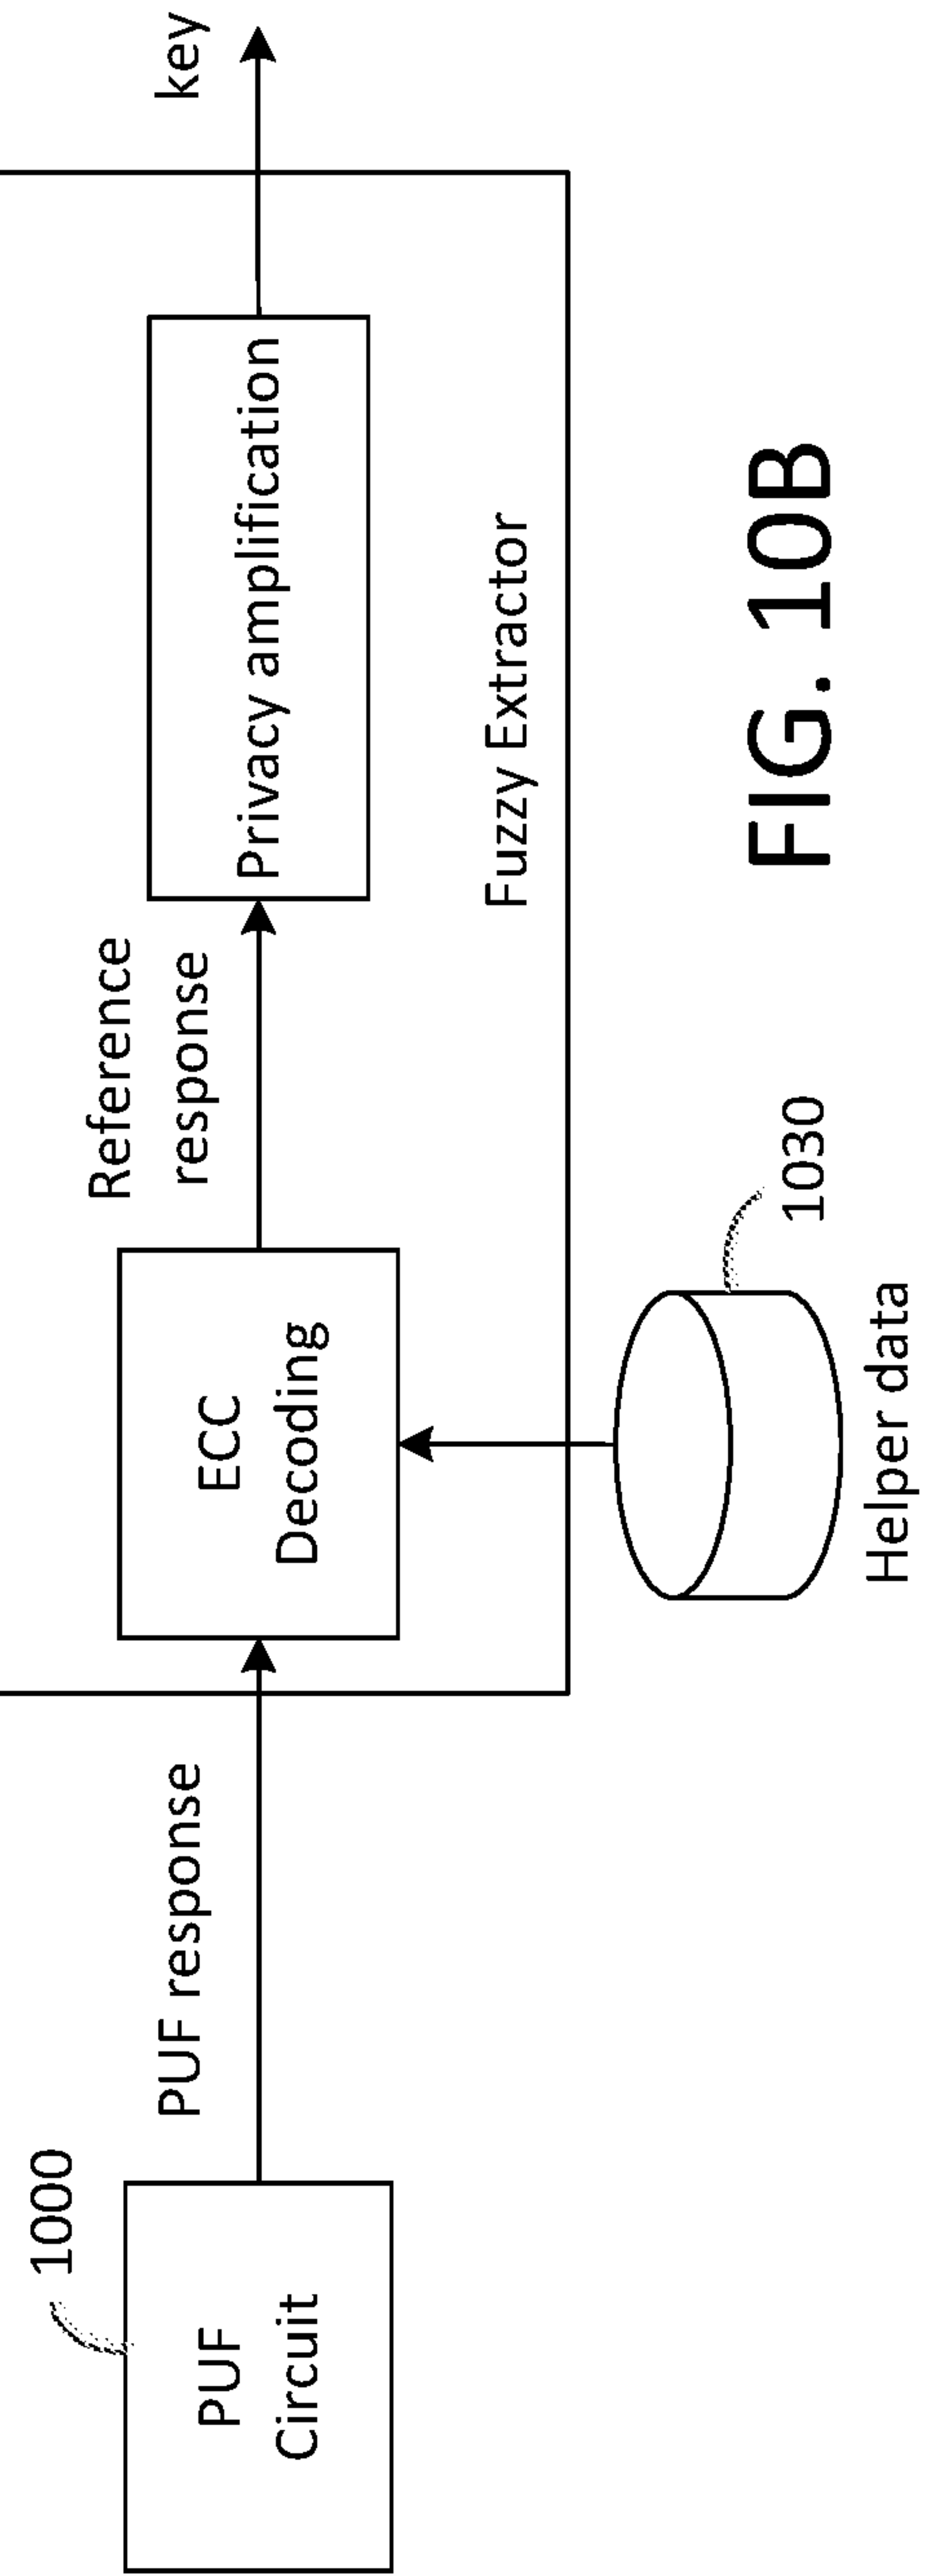 1000
PUF
Circuit
PUF response
ECC
Decoding
Reference
response
Privacy amplification
key
Fuzzy Extractor
1030
Helper data
FIG. 10B